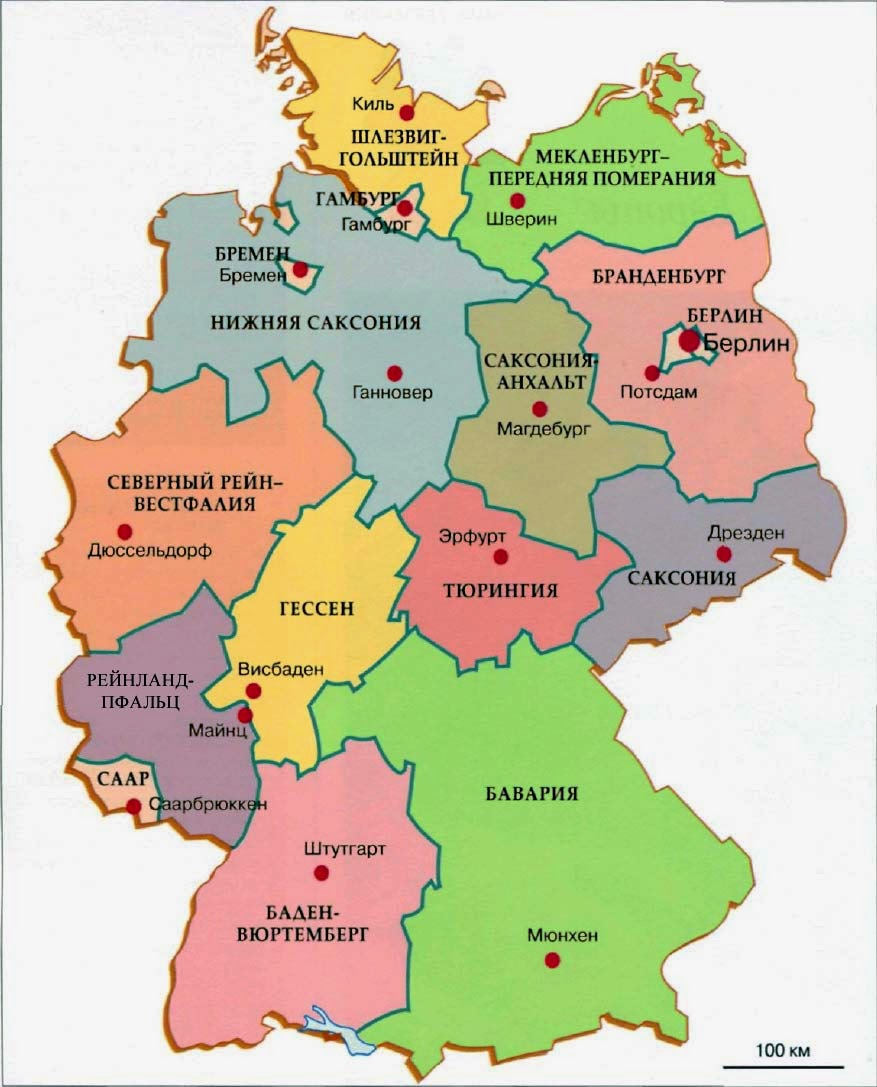 Киль
ШЛЕЗВИГ-
ГОЛЬШТЕЙН
МЕКЛЕНБУРГ–
ПЕРЕДНЯЯ ПОМЕРАНИЯ
Шверин
ГАМБУРГ
Гамбург
БРЕМЕН
Бремен
БРАНДЕНБУРГ
НИЖНЯЯ САКСОНИЯ
БЕРЛИН
Берлин
САКСОНИЯ-
АНХАЛЬТ
Ганновер
Потсдам
Магдебург
СЕВЕРНЫЙ РЕЙН–
ВЕСТФАЛИЯ
Дюссельдорф
Эрфурт
ТЮРИНГИЯ
Дрезден
САКСОНИЯ
ГЕССЕН
Висбаден
РЕЙНЛАНД-
ПФАЛЬЦ
Майнц
СААР
Саарбрюккен
БАВАРИЯ
Штутгарт
БАДЕН-
ВЮРТЕМБЕРГ
Мюнхен
100 км